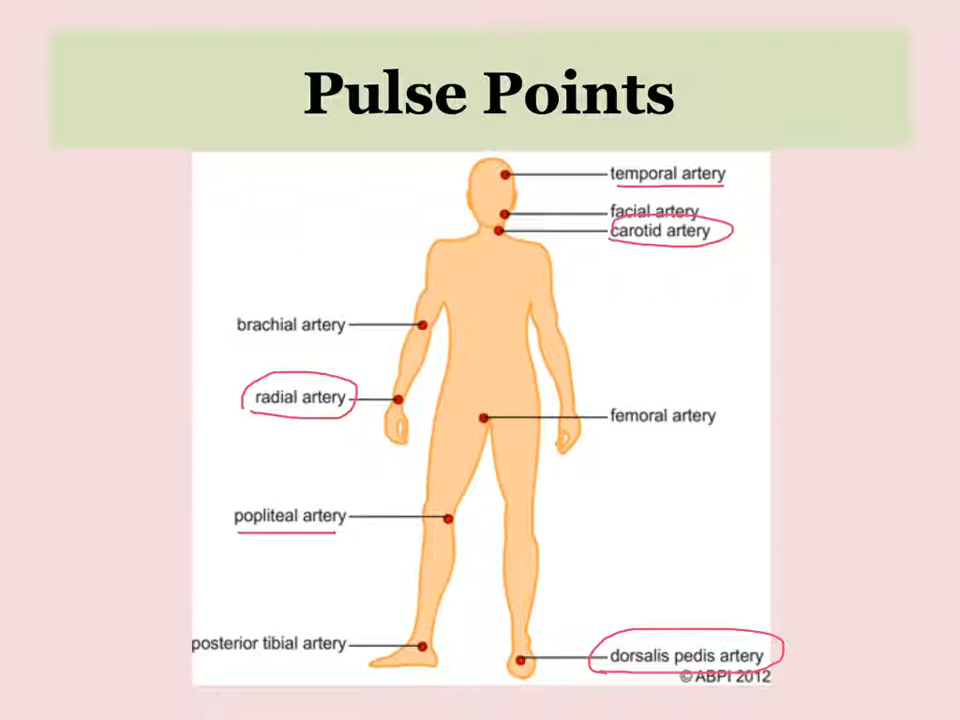 Pulse Points
temporal artery
facial artery
carotid artery
brachial artery
radial artery
femoral artery
popliteal artery
posterior tibial artery
dorsalis pedis artery
© ABPI 2012